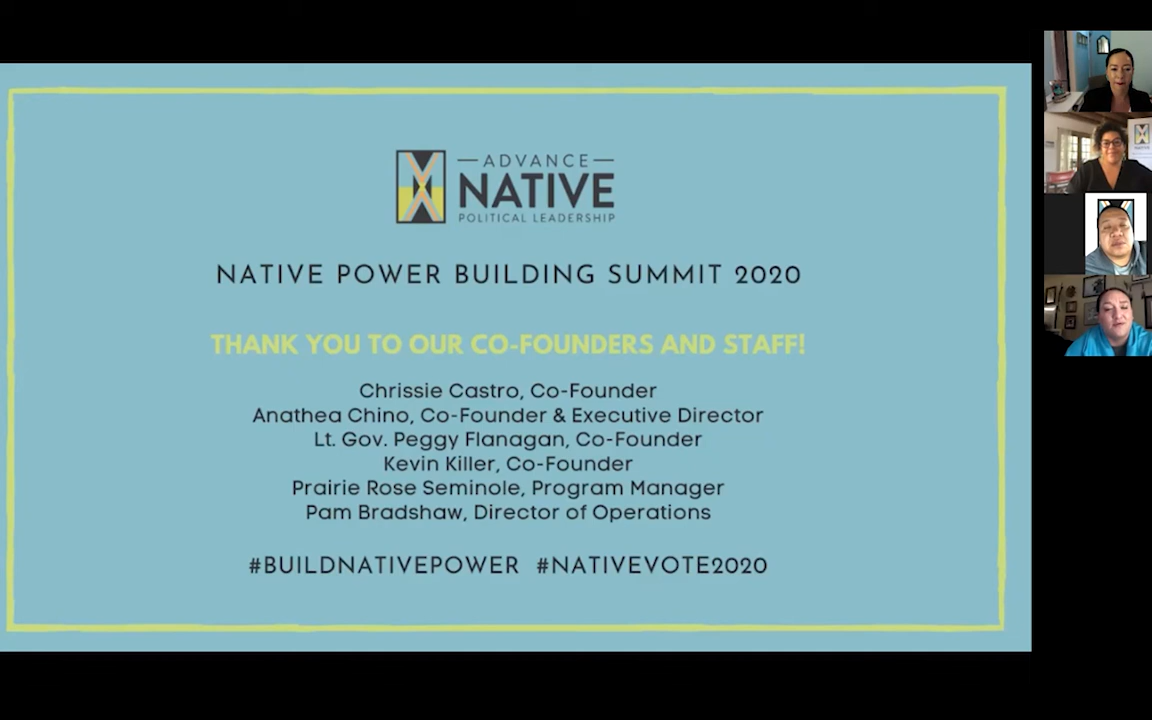 ADVANCE
NATIVE
POLITICAL LEADERSHIP
NATIVE POWER BUILDING SUMMIT 2020
THANK YOU TO OUR CO-FOUNDERS AND STAFF!
Chrissie Castro, Co-Founder
Anathea Chino, Co-Founder & Executive Director
Lt. Gov. Peggy Flanagan, Co-Founder
Kevin Killer, Co-Founder
Prairie Rose Seminole, Program Manager
Pam Bradshaw, Director of Operations
#BUILDNATIVEPOWER #NATIVEVOTE2020